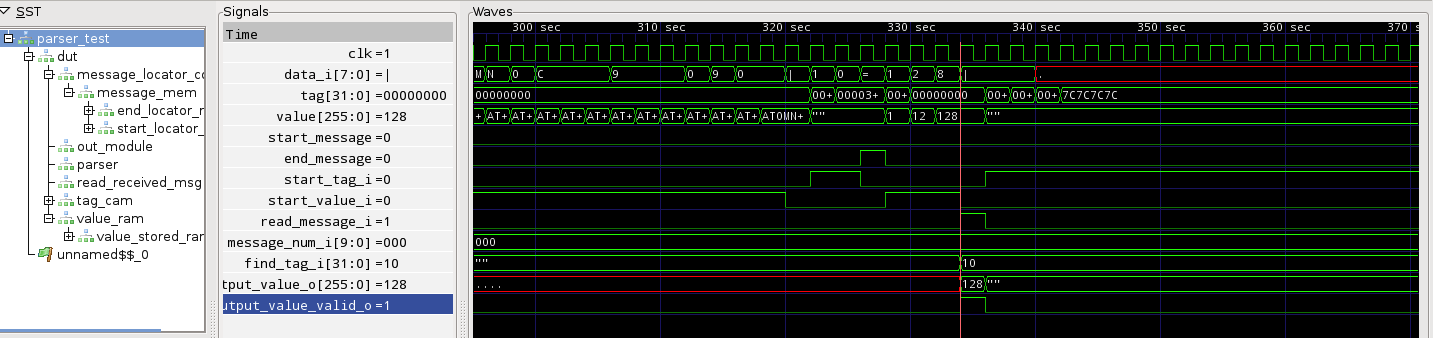 SST
parser_test
dut
message_locator_co
message_mem
end_locator_r
start_locator_
out_module
parser
read_received_msg
tag_cam
value_ram
value_stored_rar
unnamed$$_0
Signals
Time
clk=1
data_i[7:0]=|
tag[31:0]=00000000
value[255:0]=128
start_message=0
end_message=0
start_tag_i=0
start_value_i=0
read_message_i=1
message_num_i[9:0]=000
find_tag_i[31:0]=10
tput_value_o[255:0]=128
utput_value_valid_o=1
Waves
300 sec 310 sec 320 sec 330 sec 340 sec 350 sec 360 sec 370 s
M N 0 C 9 0 9 0 | 1 0 = 1 2 8 | .
00000000 00+ 00003+ 00+ 00000000 00+ 00+ 00+ 7C7C7C7C
+ AT+ AT+ AT+ AT+ AT+ AT+ AT+ AT+ AT+ AT+ AT+ ATOMN+ "" 1 12 128 ""
000
"" 10
.... 128 ""